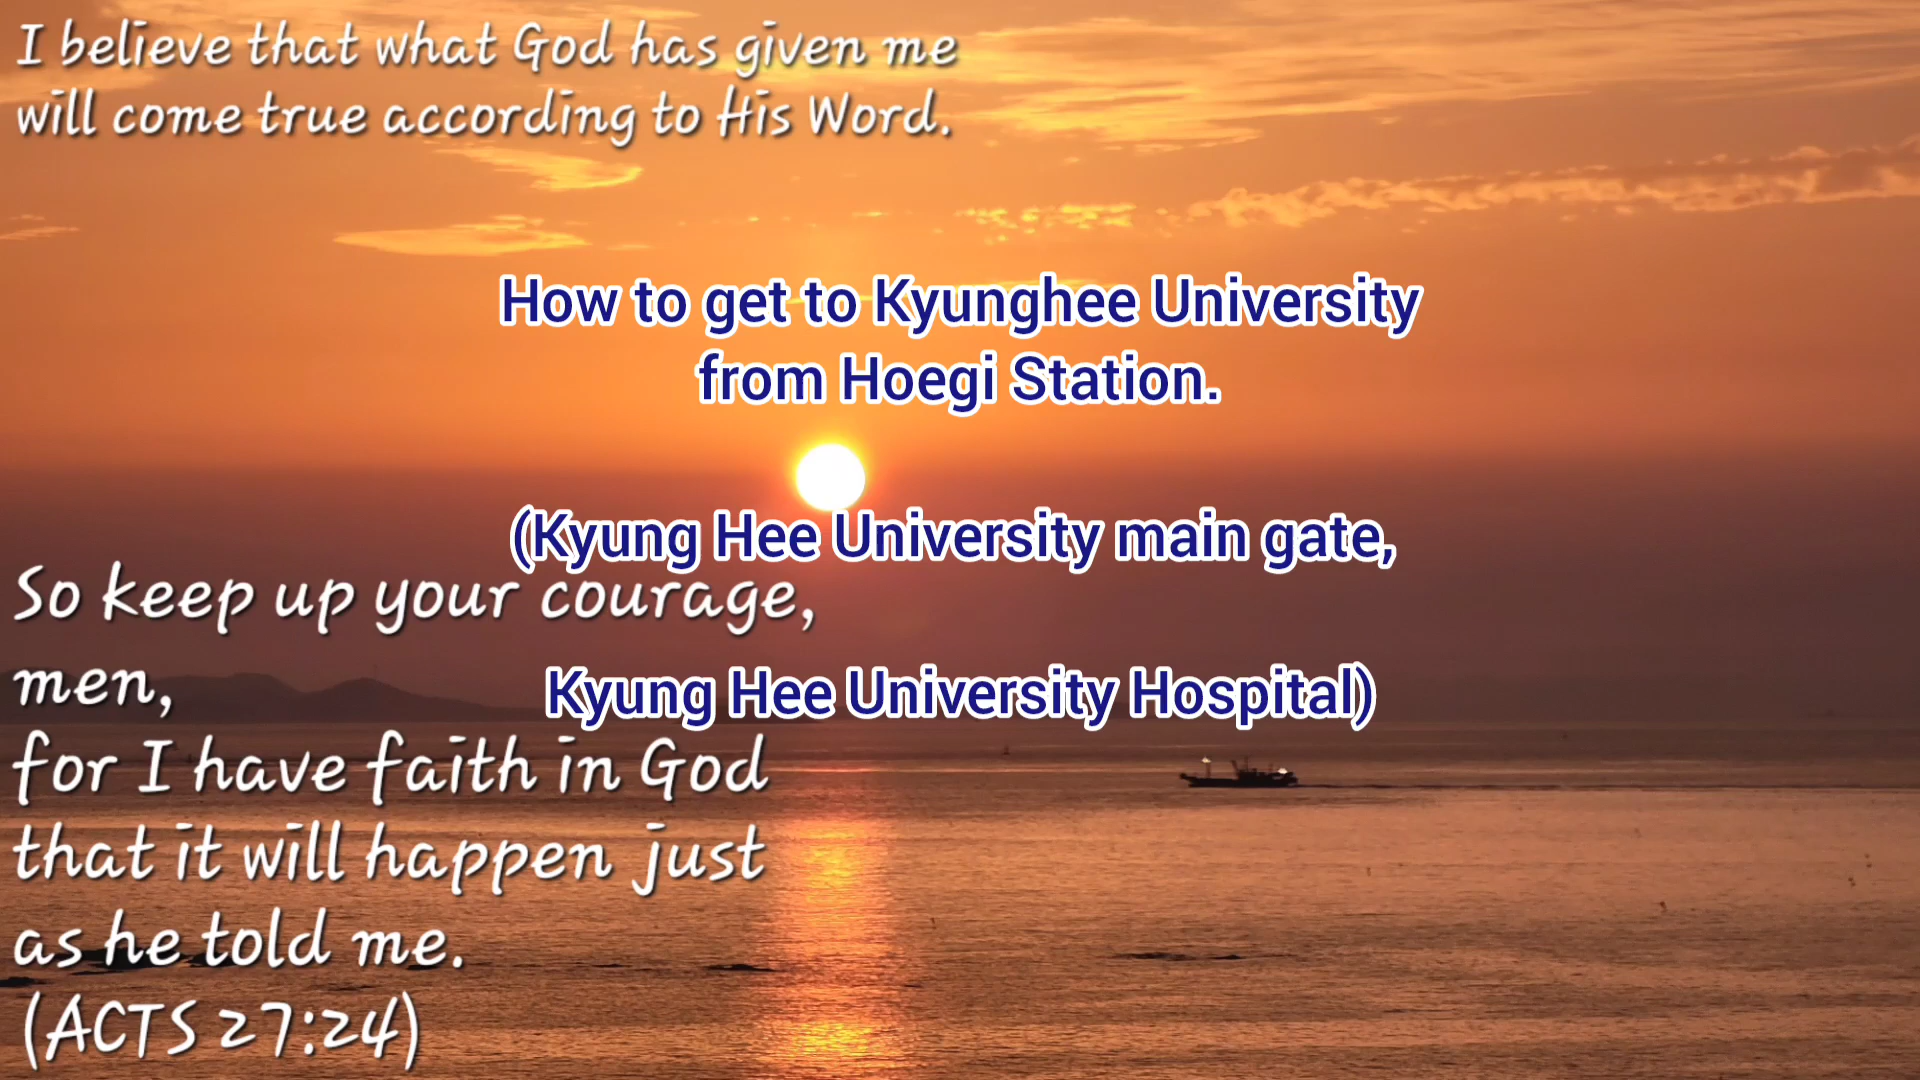 I believe that what God has given me
will come true according to His Word.
How to get to Kyunghee University
from Hoegi Station.
(Kyung Hee University main gate,
Kyung Hee University Hospital)
So keep up your courage,
men,
for I have faith in God
that it will happen just
as he told me.
(ACTS 27:24)